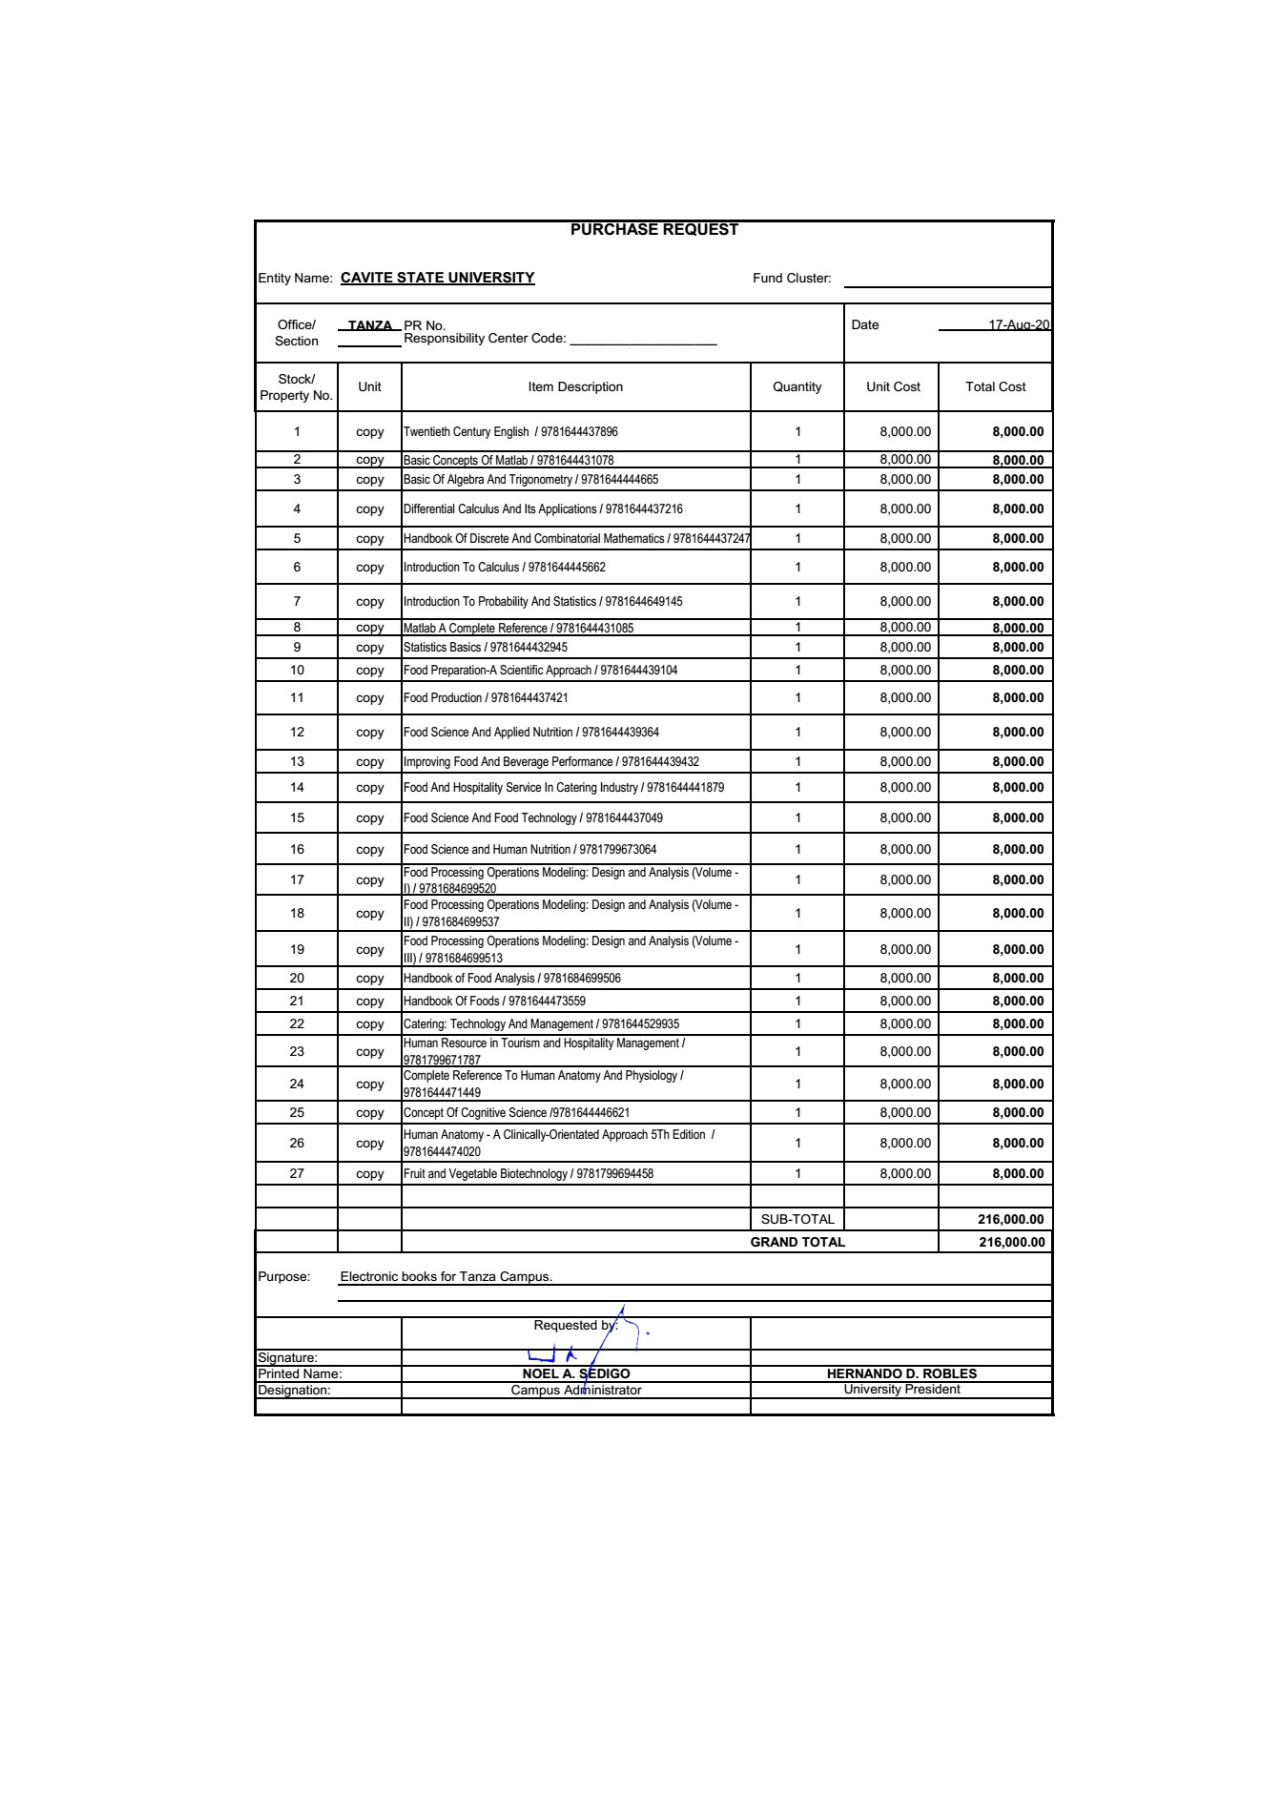 PURCHASE REQUEST
Entity Name: CAVITE STATE UNIVERSITY Fund Cluster:
Office/ Section TANZA PR No. Date 17-Aug-20
Responsibility Center Code: ____________________
Stock/ Property No. Unit Item Description Quantity Unit Cost Total Cost
1 copy Twentieth Century English / 9781644437896 1 8,000.00 8,000.00
2 copy Basic Concepts Of Matlab / 9781644431078 1 8,000.00 8,000.00
3 copy Basic Of Algebra And Trigonometry / 9781644444665 1 8,000.00 8,000.00
4 copy Differential Calculus And Its Applications / 9781644437216 1 8,000.00 8,000.00
5 copy Handbook Of Discrete And Combinatorial Mathematics / 9781644437247 1 8,000.00 8,000.00
6 copy Introduction To Calculus / 9781644445662 1 8,000.00 8,000.00
7 copy Introduction To Probability And Statistics / 9781644649145 1 8,000.00 8,000.00
8 copy Matlab A Complete Reference / 9781644431085 1 8,000.00 8,000.00
9 copy Statistics Basics / 9781644432945 1 8,000.00 8,000.00
10 copy Food Preparation-A Scientific Approach / 9781644439104 1 8,000.00 8,000.00
11 copy Food Production / 9781644437421 1 8,000.00 8,000.00
12 copy Food Science And Applied Nutrition / 9781644439364 1 8,000.00 8,000.00
13 copy Improving Food And Beverage Performance / 9781644439432 1 8,000.00 8,000.00
14 copy Food And Hospitality Service In Catering Industry / 9781644441879 1 8,000.00 8,000.00
15 copy Food Science And Food Technology / 9781644437049 1 8,000.00 8,000.00
16 copy Food Science and Human Nutrition / 9781799673064 1 8,000.00 8,000.00
17 copy Food Processing Operations Modeling: Design and Analysis (Volume - I) / 9781684699520 1 8,000.00 8,000.00
18 copy Food Processing Operations Modeling: Design and Analysis (Volume - II) / 9781684699537 1 8,000.00 8,000.00
19 copy Food Processing Operations Modeling: Design and Analysis (Volume - III) / 9781684699513 1 8,000.00 8,000.00
20 copy Handbook of Food Analysis / 9781684699506 1 8,000.00 8,000.00
21 copy Handbook Of Foods / 9781644473559 1 8,000.00 8,000.00
22 copy Catering: Technology And Management / 9781644529935 1 8,000.00 8,000.00
23 copy Human Resource in Tourism and Hospitality Management / 9781799671787 1 8,000.00 8,000.00
24 copy Complete Reference To Human Anatomy And Physiology / 9781644471449 1 8,000.00 8,000.00
25 copy Concept Of Cognitive Science /9781644446621 1 8,000.00 8,000.00
26 copy Human Anatomy - A Clinically-Orientated Approach 5Th Edition / 9781644474020 1 8,000.00 8,000.00
27 copy Fruit and Vegetable Biotechnology / 9781799694458 1 8,000.00 8,000.00
SUB-TOTAL 216,000.00
GRAND TOTAL 216,000.00
Purpose: Electronic books for Tanza Campus.
Requested by:
Signature:
Printed Name: NOEL A. SEDIGO HERNANDO D. ROBLES
Designation: Campus Administrator University President